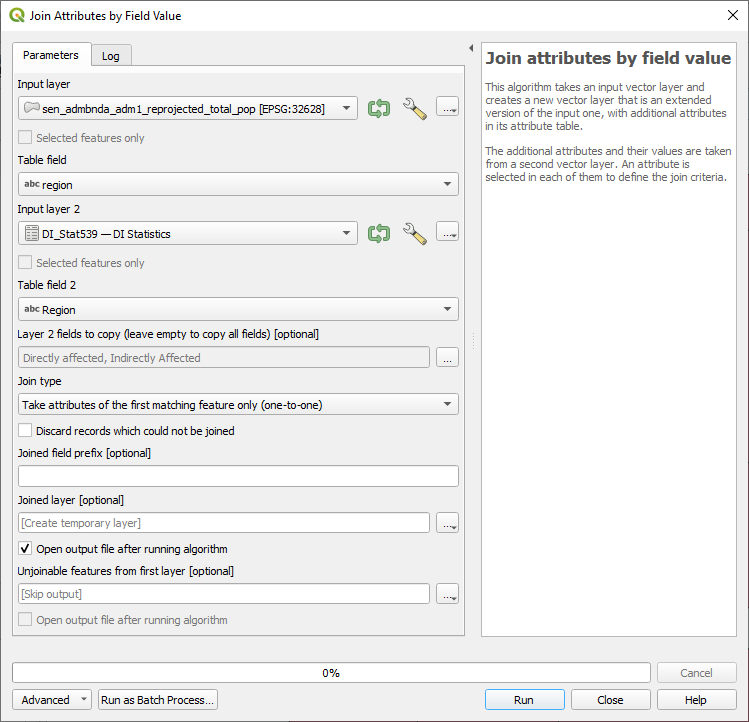 Join Attributes by Field Value
Parameters
Log
Input layer
sen_admbnda_adm1_reprojected_total_pop [EPSG:32628]
...
Selected features only
Table field
abc region
Input layer 2
DI_Stat539 — DI Statistics
...
Selected features only
Table field 2
abc Region
Layer 2 fields to copy (leave empty to copy all fields) [optional]
Directly affected, Indirectly Affected
...
Join type
Take attributes of the first matching feature only (one-to-one)
Discard records which could not be joined
Joined field prefix [optional]
Joined layer [optional]
[Create temporary layer]
...
Open output file after running algorithm
Unjoinable features from first layer [optional]
[Skip output]
...
Open output file after running algorithm
Join attributes by field value
This algorithm takes an input vector layer and
creates a new vector layer that is an extended
version of the input one, with additional attributes
in its attribute table.
The additional attributes and their values are taken
from a second vector layer. An attribute is
selected in each of them to define the join criteria.
0%
Cancel
Advanced
Run as Batch Process...
Run
Close
Help